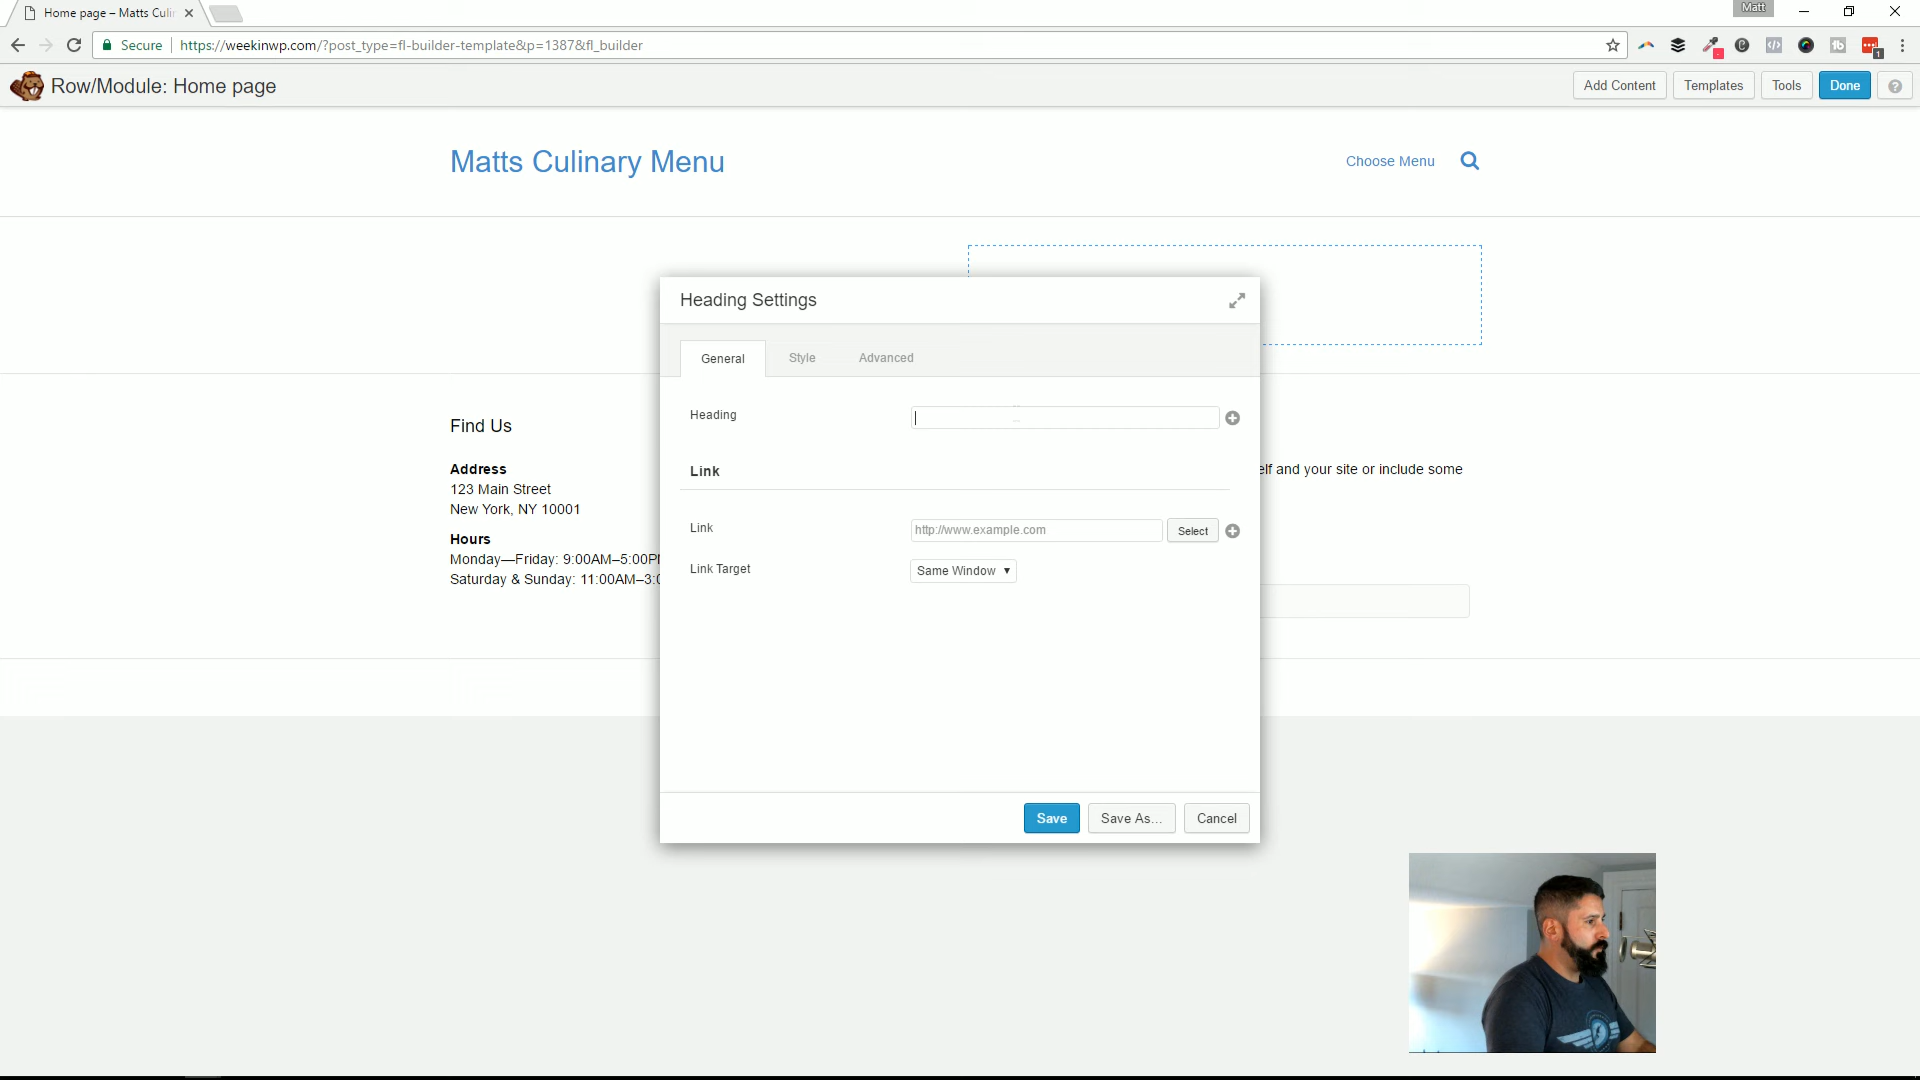 Home page – Matts Culi
Matt
Secure
https://weekinwp.com/?post_type=fl-builder-template&p=1387&fl_builder
1
Row/Module: Home page
Add Content
Templates
Tools
Done
?
Matts Culinary Menu
Choose Menu
Heading Settings
General
Style
Advanced
Heading
Link
Link
http://www.example.com
Select
Link Target
Same Window
Save
Save As...
Cancel
Find Us
Address
123 Main Street
New York, NY 10001
Hours
Monday—Friday: 9:00AM–5:00P
Saturday & Sunday: 11:00AM–3:0
elf and your site or include some